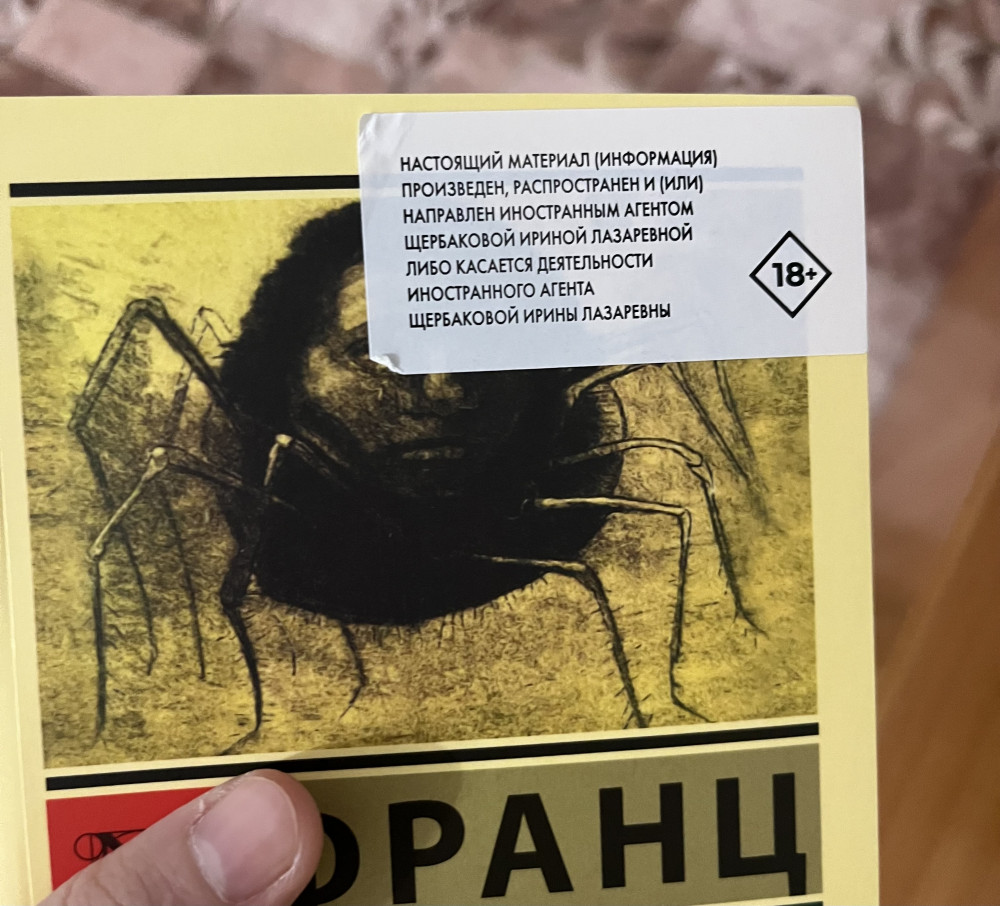 НАСТОЯЩИЙ МАТЕРИАЛ (ИНФОРМАЦИЯ)
ПРОИЗВЕДЕН, РАСПРОСТРАНЕН И (ИЛИ)
НАПРАВЛЕН ИНОСТРАННЫМ АГЕНТОМ
ЩЕРБАКОВОЙ ИРИНОЙ ЛАЗАРЕВНОЙ
ЛИБО КАСАЕТСЯ ДЕЯТЕЛЬНОСТИ
ИНОСТРАННОГО АГЕНТА
ЩЕРБАКОВОЙ ИРИНЫ ЛАЗАРЕВНЫ
18+
РАНЦ